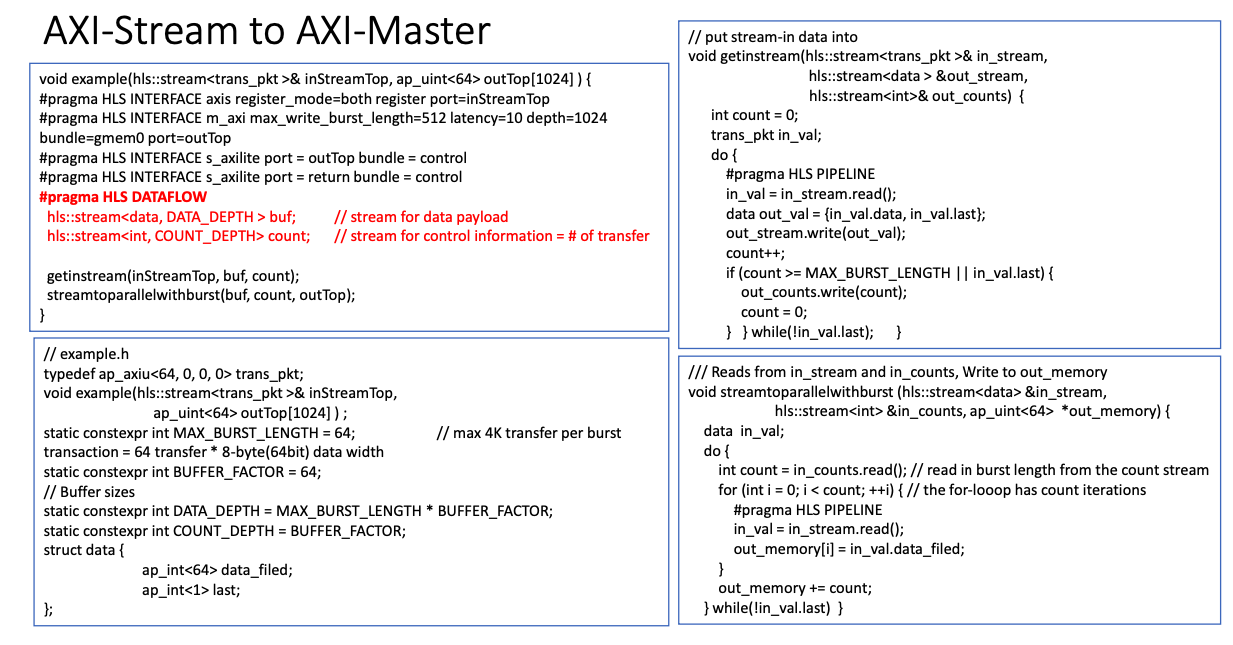 AXI-Stream to AXI-Master
void example(hls::stream<trans_pkt >& inStreamTop, ap_uint<64> outTop[1024] ) {
#pragma HLS INTERFACE axis register_mode=both register port=inStreamTop
#pragma HLS INTERFACE m_axi max_write_burst_length=512 latency=10 depth=1024
bundle=gmem0 port=outTop
#pragma HLS INTERFACE s_axilite port = outTop bundle = control
#pragma HLS INTERFACE s_axilite port = return bundle = control
#pragma HLS DATAFLOW
hls::stream<data, DATA_DEPTH > buf; // stream for data payload
hls::stream<int, COUNT_DEPTH> count; // stream for control information = # of transfer
getinstream(inStreamTop, buf, count);
streamtoparallelwithburst(buf, count, outTop);
}
// example.h
typedef ap_axiu<64, 0, 0, 0> trans_pkt;
void example(hls::stream<trans_pkt >& inStreamTop,
ap_uint<64> outTop[1024] ) ;
static constexpr int MAX_BURST_LENGTH = 64; // max 4K transfer per burst
transaction = 64 transfer * 8-byte(64bit) data width
static constexpr int BUFFER_FACTOR = 64;
// Buffer sizes
static constexpr int DATA_DEPTH = MAX_BURST_LENGTH * BUFFER_FACTOR;
static constexpr int COUNT_DEPTH = BUFFER_FACTOR;
struct data {
ap_int<64> data_filed;
ap_int<1> last;
};
// put stream-in data into
void getinstream(hls::stream<trans_pkt >& in_stream,
hls::stream<data > &out_stream,
hls::stream<int>& out_counts) {
int count = 0;
trans_pkt in_val;
do {
#pragma HLS PIPELINE
in_val = in_stream.read();
data out_val = {in_val.data, in_val.last};
out_stream.write(out_val);
count++;
if (count >= MAX_BURST_LENGTH || in_val.last) {
out_counts.write(count);
count = 0;
} } while(!in_val.last); }
/// Reads from in_stream and in_counts, Write to out_memory
void streamtoparallelwithburst (hls::stream<data> &in_stream,
hls::stream<int> &in_counts, ap_uint<64> *out_memory) {
data in_val;
do {
int count = in_counts.read(); // read in burst length from the count stream
for (int i = 0; i < count; ++i) { // the for-looop has count iterations
#pragma HLS PIPELINE
in_val = in_stream.read();
out_memory[i] = in_val.data_filed;
}
out_memory += count;
} while(!in_val.last) }